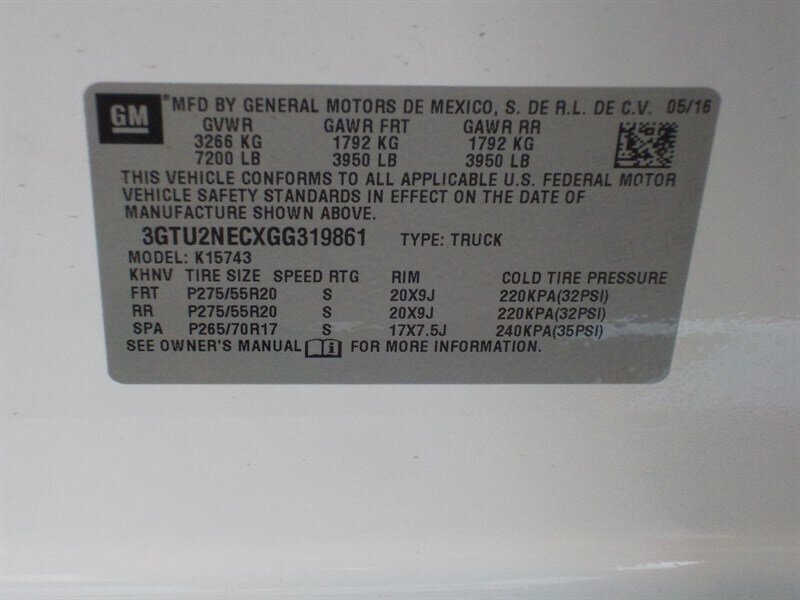 GM ®MFD BY GENERAL MOTORS DE MEXICO, S. DE R.L. DE C.V. 05/16
GVWR GAWR FRT GAWR RR
3266 KG 1792 KG 1792 KG
7200 LB 3950 LB 3950 LB
THIS VEHICLE CONFORMS TO ALL APPLICABLE U.S. FEDERAL MOTOR
VEHICLE SAFETY STANDARDS IN EFFECT ON THE DATE OF
MANUFACTURE SHOWN ABOVE.
3GTU2NECXGG319861 TYPE: TRUCK
MODEL: K15743
KHNV TIRE SIZE SPEED RTG RIM COLD TIRE PRESSURE
FRT P275/55R20 S 20X9J 220KPA(32PSI)
RR P275/55R20 S 20X9J 220KPA(32PSI)
SPA P265/70R17 S 17X7.5J 240KPA(35PSI)
SEE OWNER'S MANUAL FOR MORE INFORMATION.